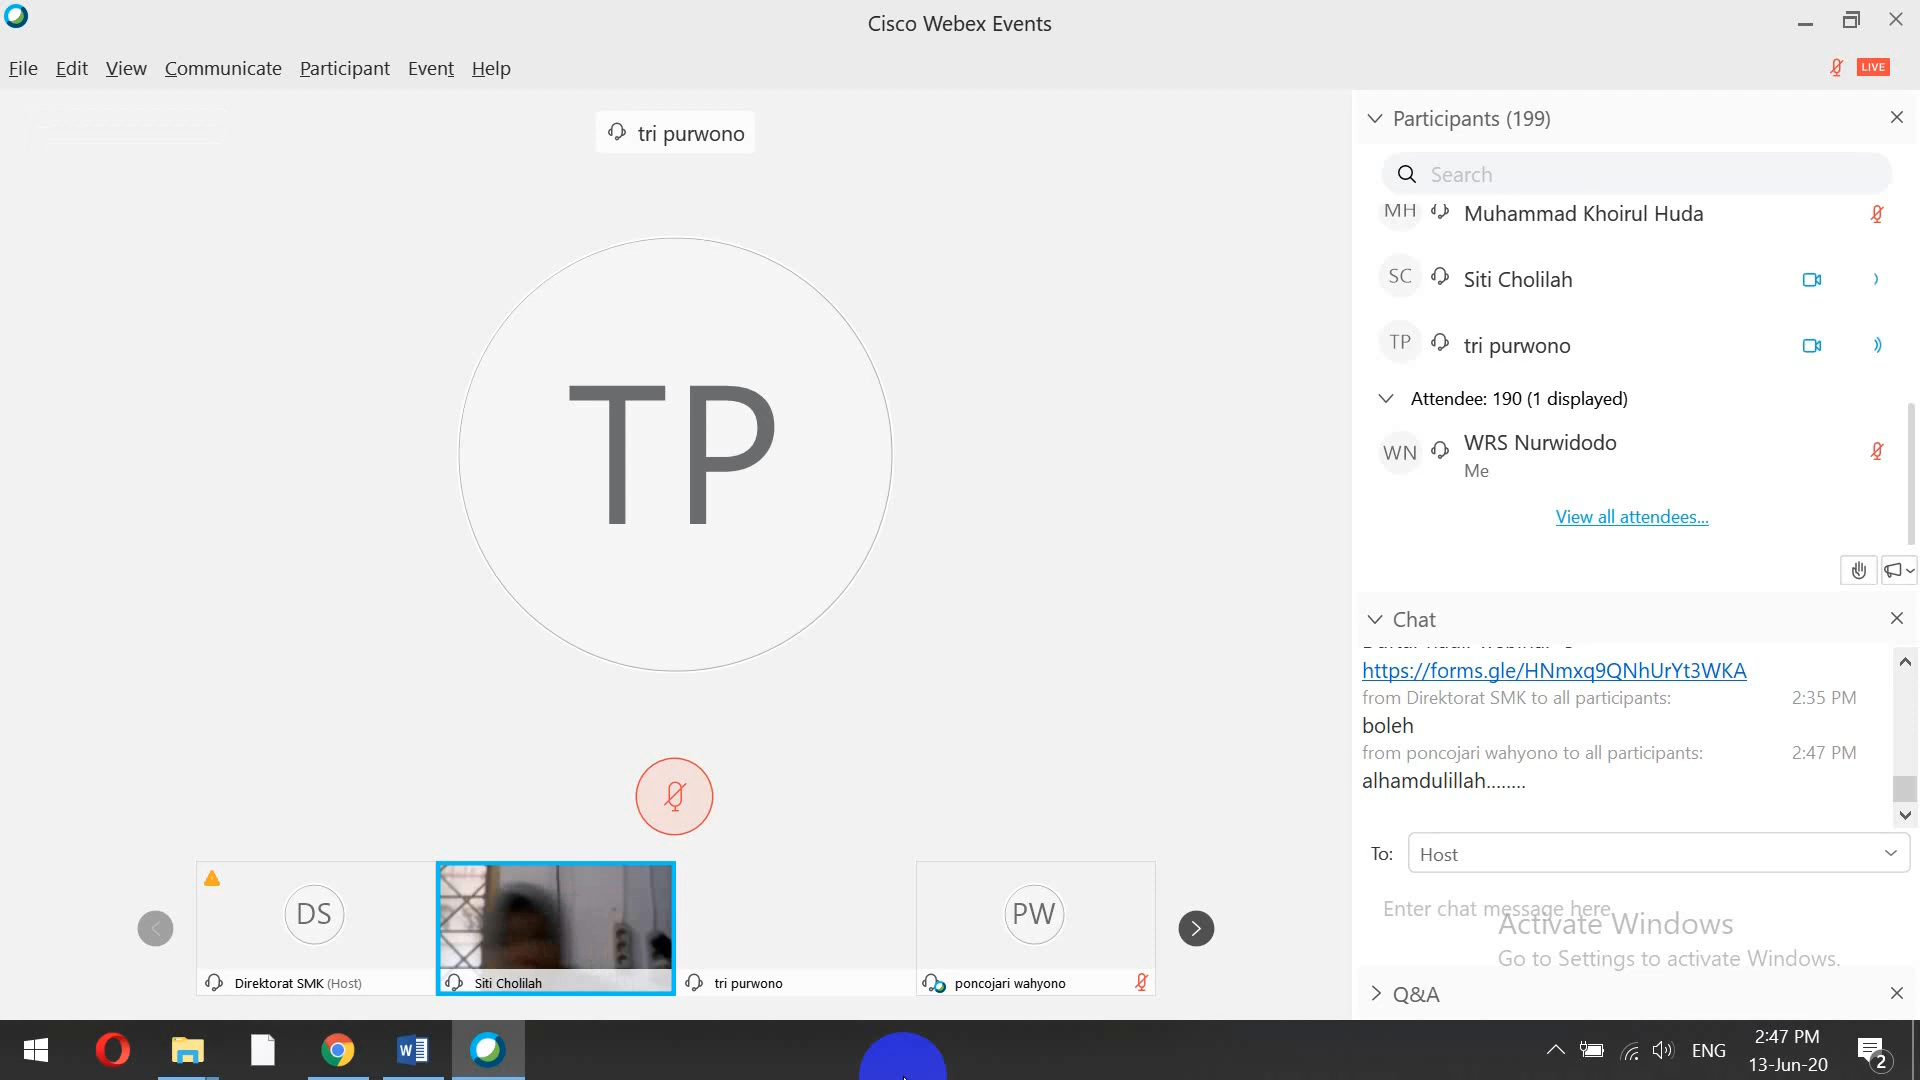 Cisco Webex Events
File Edit View Communicate Participant Event Help
LIVE
tri purwono
TP
Participants (199)
Search
MH Muhammad Khoirul Huda
SC Siti Cholilah
TP tri purwono
Attendee: 190 (1 displayed)
WN WRS Nurwidodo
Me
View all attendees...
Chat
https://forms.gle/HNmxq9QNhUrYt3WKA
from Direktorat SMK to all participants: 2:35 PM
boleh
from poncojari wahyono to all participants: 2:47 PM
alhamdulillah........
To: Host
Enter chat message here
Activate Windows
Go to Settings to activate Windows.
Q&A
DS
Direktorat SMK (Host)
Siti Cholilah
tri purwono
PW
poncojari wahyono
W
ENG
2:47 PM
13-Jun-20
2